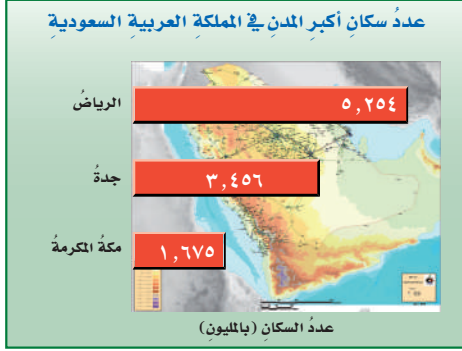 عددُ سكانِ أكبرِ المدنِ في المملكةِ العربيةِ السعوديةِ
الرياضُ
٥,٢٥٤
جدةُ
٣,٤٥٦
مكةُ المكرمةُ
١,٦٧٥
عددُ السكانِ (بالمليونِ)